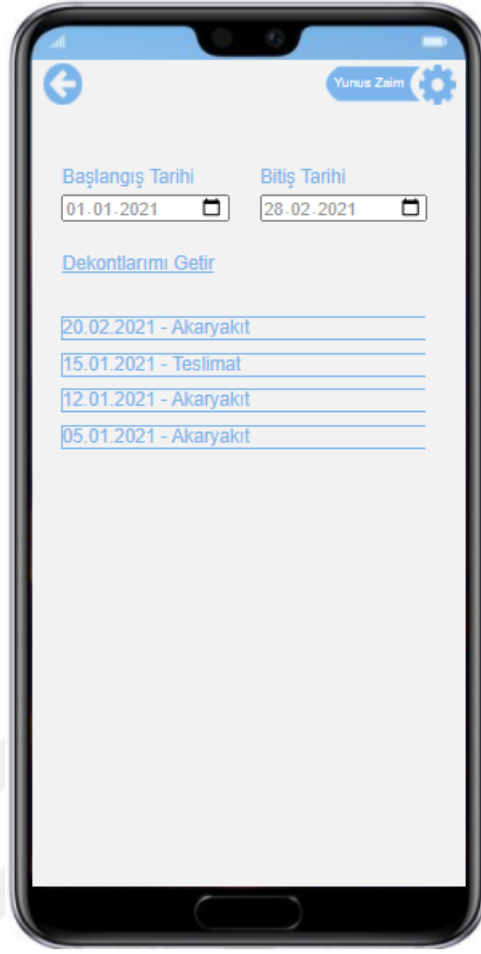 Yunus Zaim
Başlangış Tarihi Bitiş Tarihi
01.01.2021 28.02.2021
Dekontlarımı Getir
20.02.2021 - Akaryakıt
15.01.2021 - Teslimat
12.01.2021 - Akaryakıt
05.01.2021 - Akaryakıt